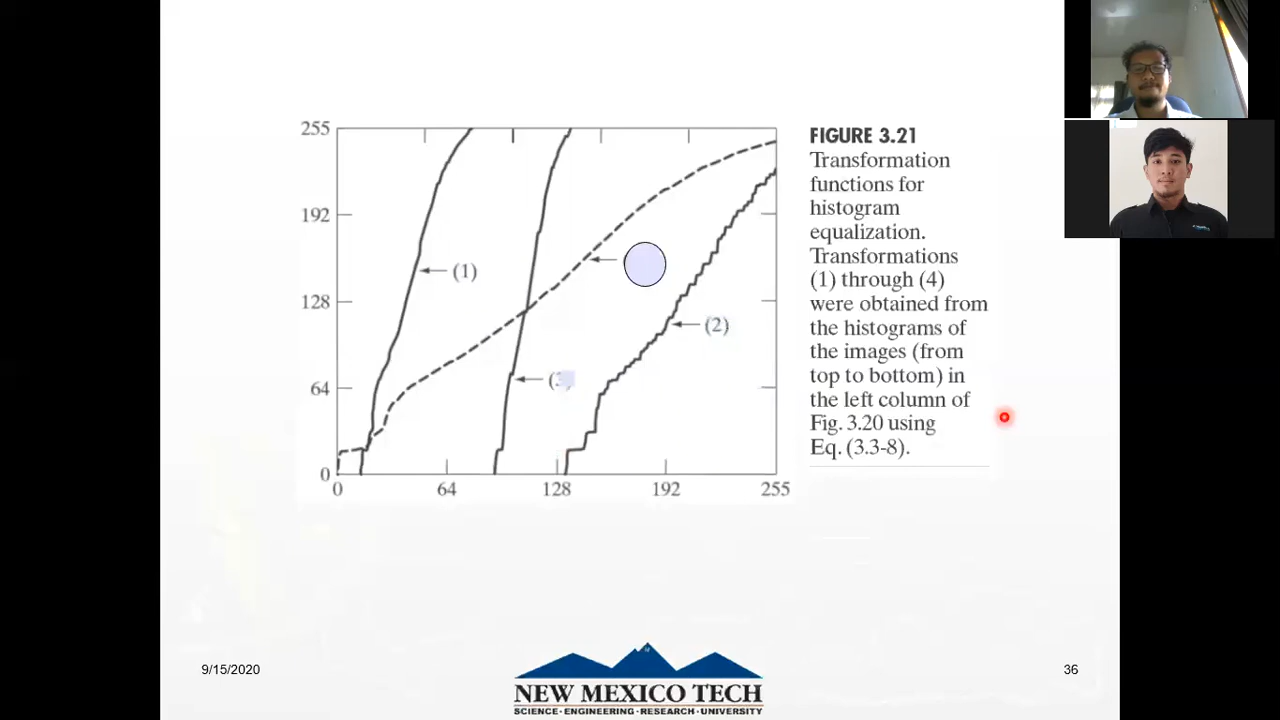 255
192
128
64
0
0
64
128
192
255
(1)
(2)
FIGURE 3.21
Transformation
functions for
histogram
equalization.
Transformations
(1) through (4)
were obtained from
the histograms of
the images (from
top to bottom) in
the left column of
Fig. 3.20 using
Eq. (3.3-8).
9/15/2020
NEW MEXICO TECH
SCIENCE · ENGINEERING · RESEARCH · UNIVERSITY
36